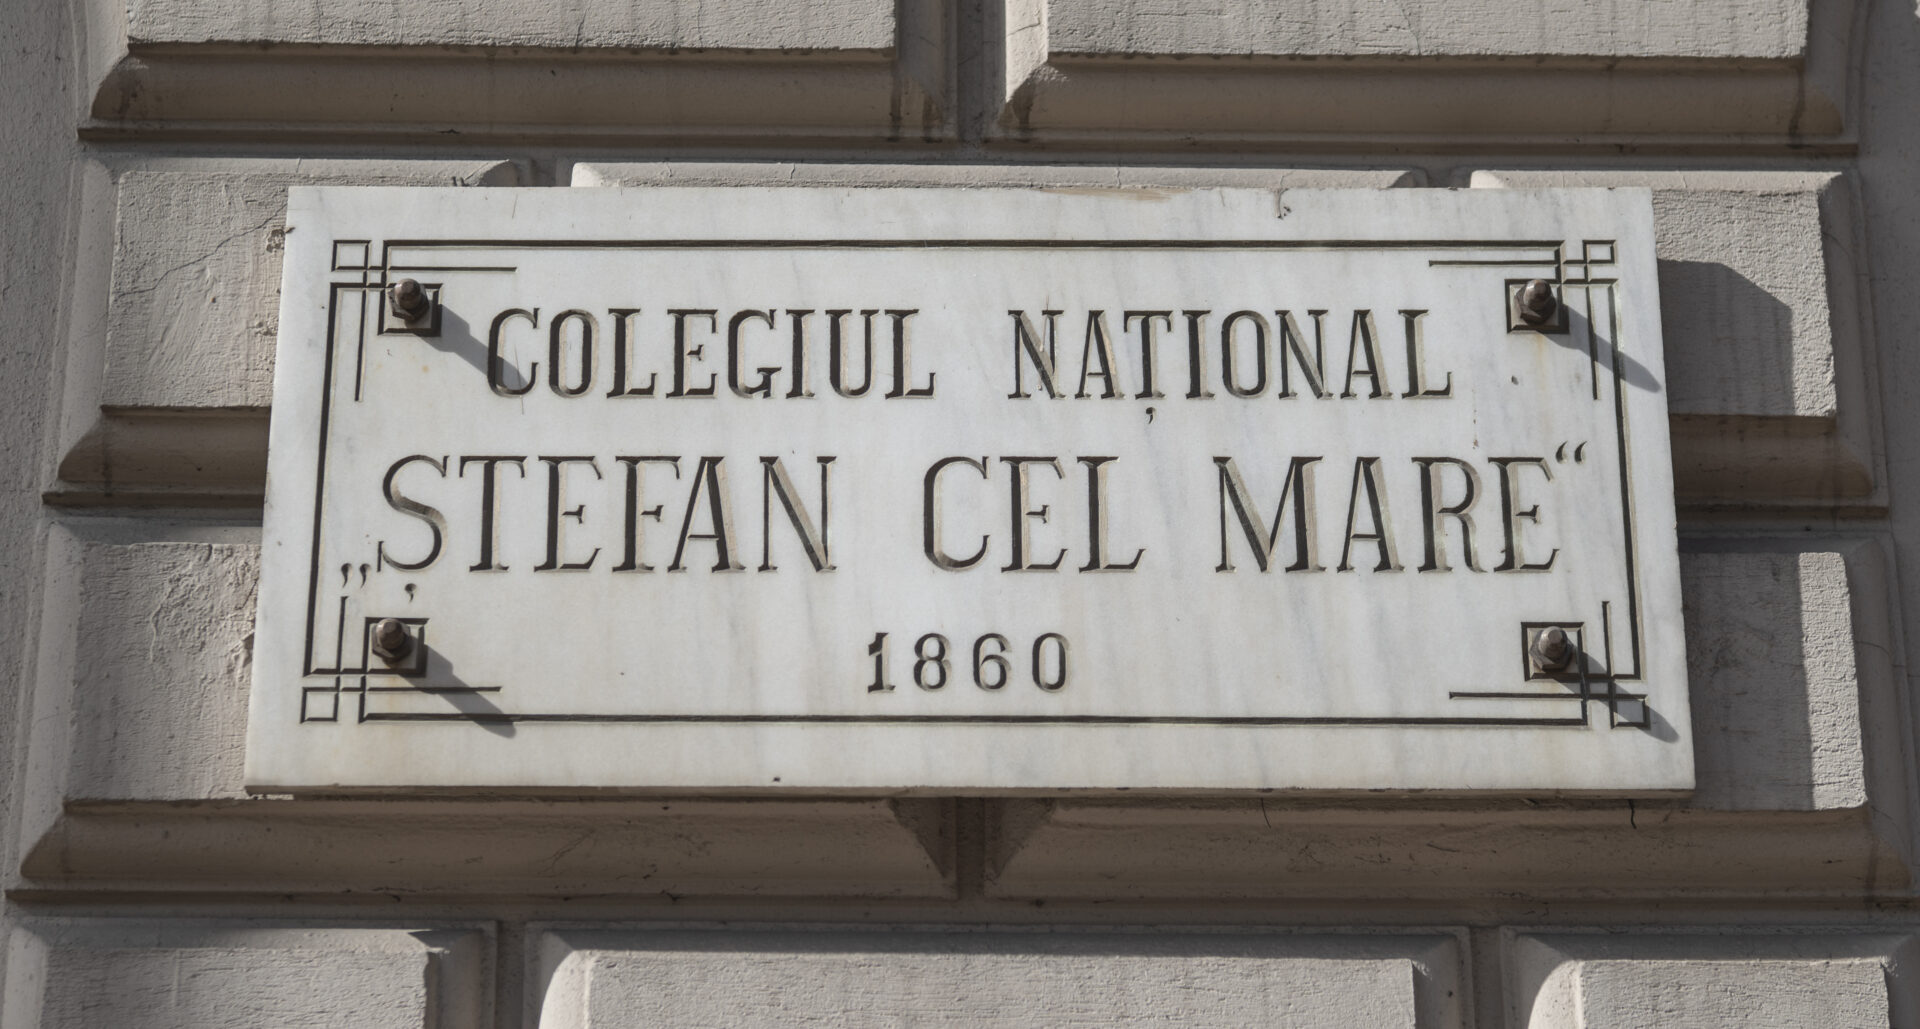 COLEGIUL NAȚIONAL
„ȘTEFAN CEL MARE“
1860